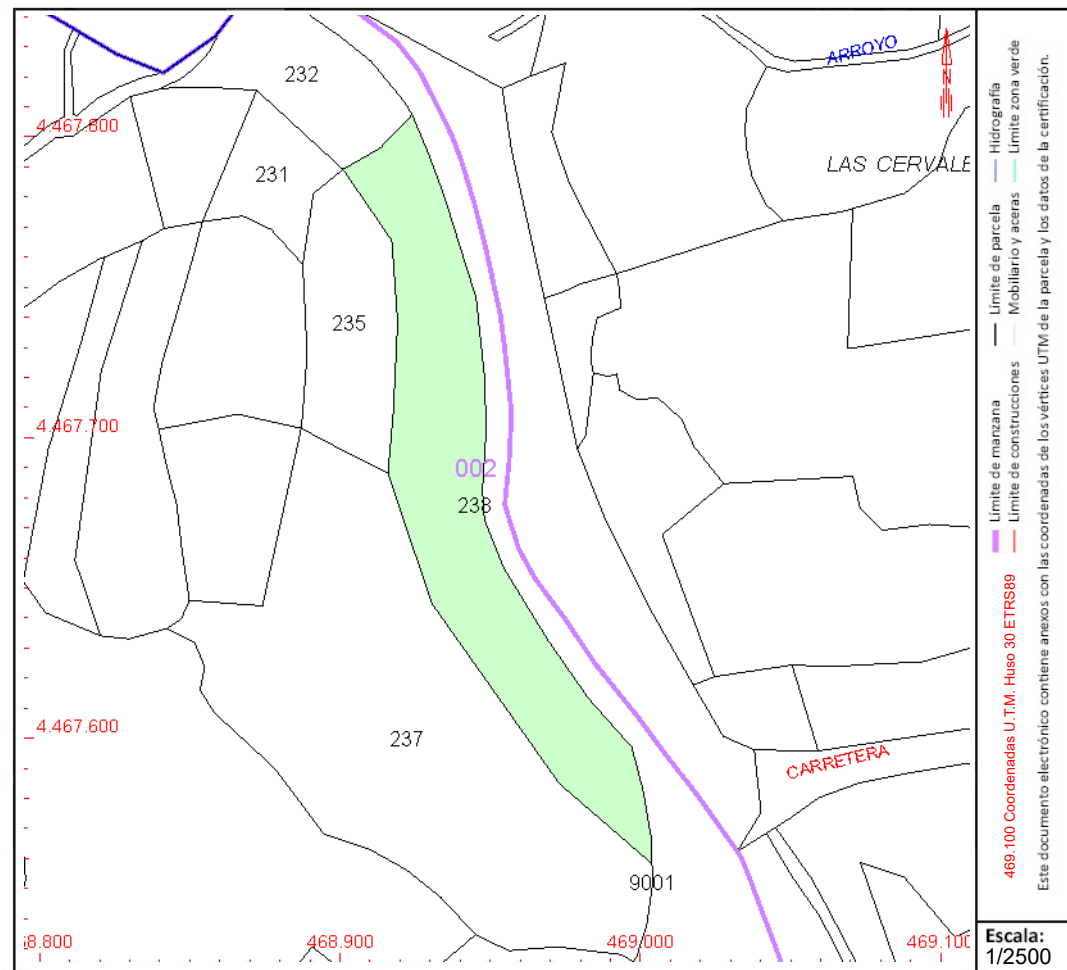 232
ARROYO
4.467.800
LAS CERVALE
231
235
4.467.700
002
238
4.467.600
237
CARRETERA
9001
8.800
468.900
469.000
469.100
N
469.100 Coordenadas U.T.M. Huso 30 ETRS89
Límite de manzana
Límite de construcciones
Límite de parcela
Mobiliario y aceras
Hidrografía
Límite zona verde
Este documento electrónico contiene anexos con las coordenadas de los vértices UTM de la parcela y los datos de la certificación.
Escala:
1/2500